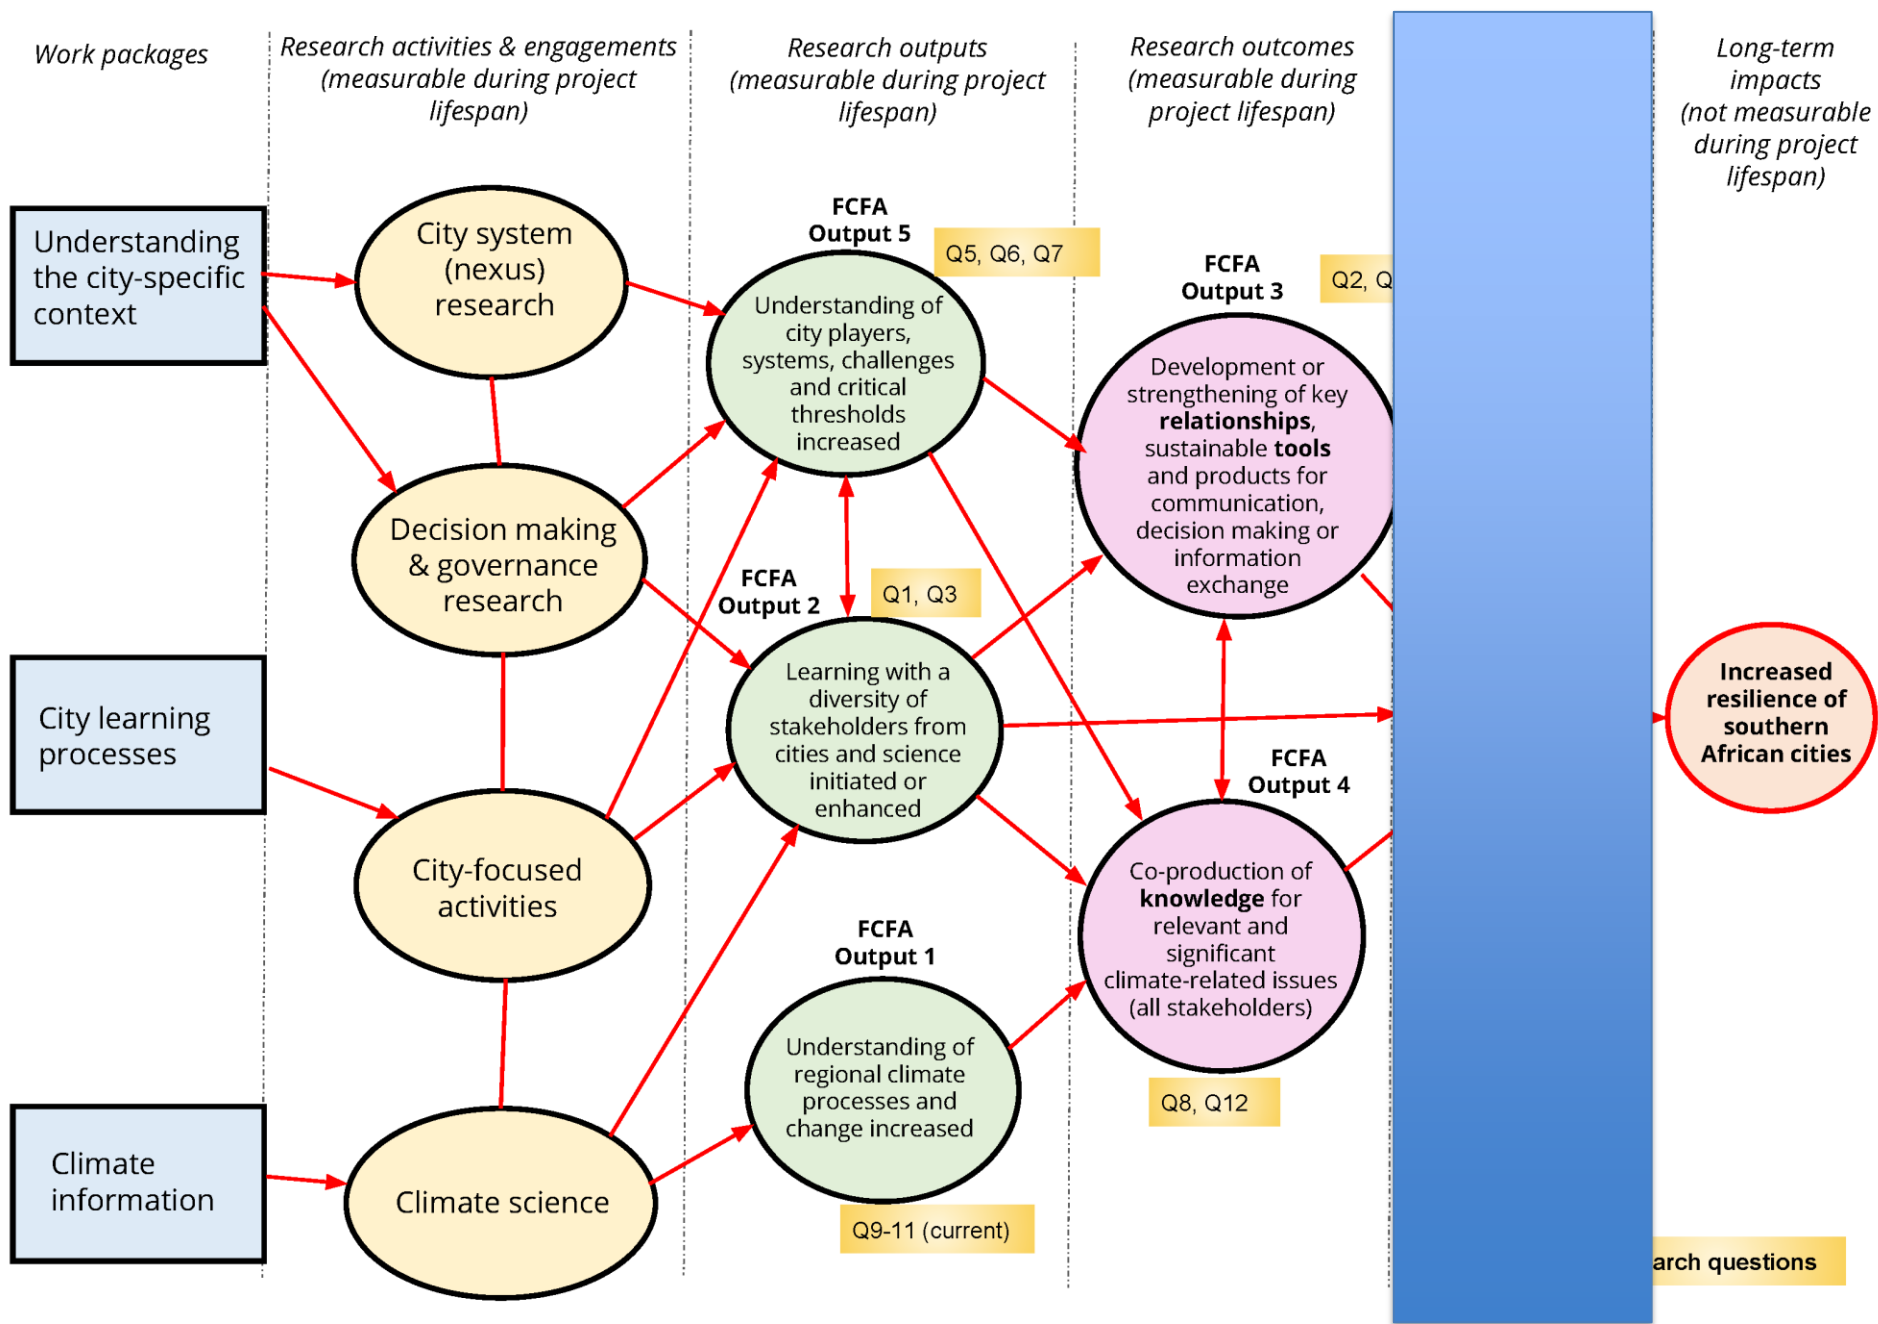 Work packages
Research activities & engagements
(measurable during project
lifespan)
Research outputs
(measurable during project
lifespan)
Research outcomes
(measurable during
project lifespan)
Long-term
impacts
(not measurable
during project
lifespan)
Understanding
the city-specific
context
City learning
processes
Climate
information
City system
(nexus)
research
Decision making
& governance
research
City-focused
activities
Climate science
FCFA
Output 5
Q5, Q6, Q7
Understanding of
city players,
systems, challenges
and critical
thresholds
increased
FCFA
Output 2
Q1, Q3
Learning with a
diversity of
stakeholders from
cities and science
initiated or
enhanced
FCFA
Output 1
Understanding of
regional climate
processes and
change increased
Q9-11 (current)
FCFA
Output 3
Q2, Q
Development or
strengthening of key
relationships,
sustainable tools
and products for
communication,
decision making or
information
exchange
FCFA
Output 4
Co-production of
knowledge for
relevant and
significant
climate-related issues
(all stakeholders)
Q8, Q12
Increased
resilience of
southern
African cities
arch questions